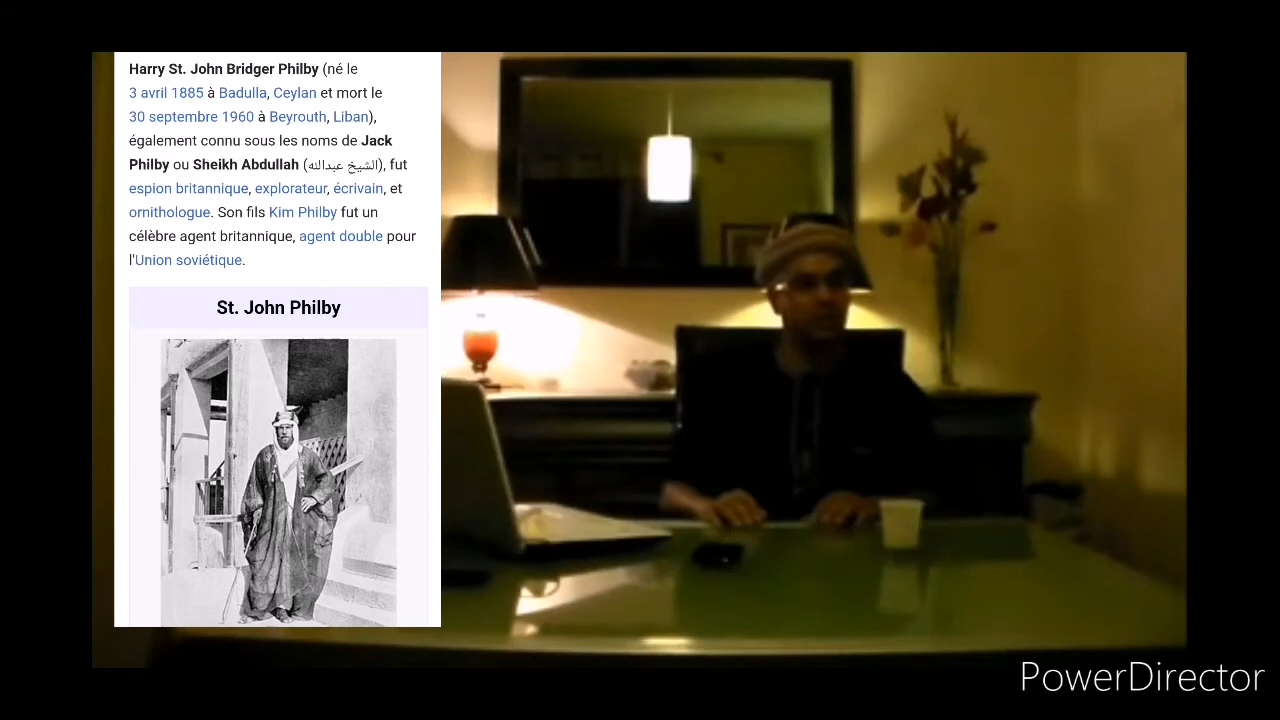 Harry St. John Bridger Philby (né le
3 avril 1885 à Badulla, Ceylan et mort le
30 septembre 1960 à Beyrouth, Liban),
également connu sous les noms de Jack
Philby ou Sheikh Abdullah (الشيخ عبدالله), fut
espion britannique, explorateur, écrivain, et
ornithologue. Son fils Kim Philby fut un
célèbre agent britannique, agent double pour
l'Union soviétique.
St. John Philby
PowerDirector